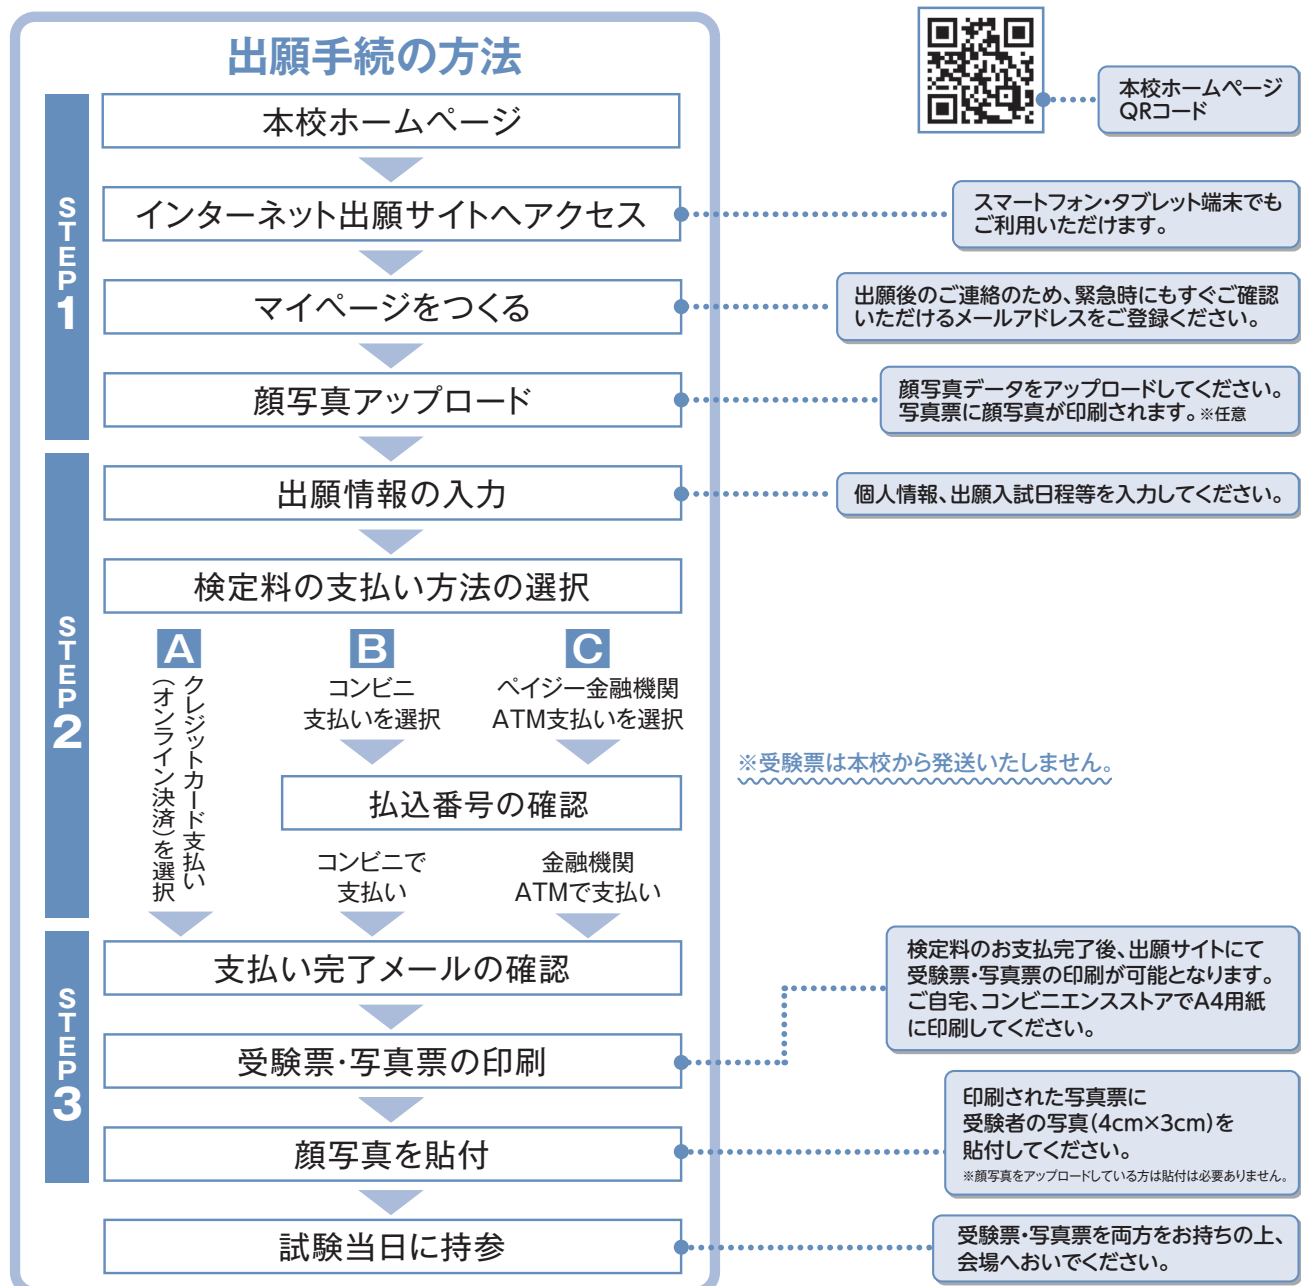 出願手続の方法
本校ホームページ
QRコード
STEP1
本校ホームページ
インターネット出願サイトへアクセス
スマートフォン・タブレット端末でも
ご利用いただけます。
マイページをつくる
出願後のご連絡のため、緊急時にもすぐご確認
いただけるメールアドレスをご登録ください。
顔写真アップロード
顔写真データをアップロードしてください。
写真票に顔写真が印刷されます。※任意
STEP2
出願情報の入力
個人情報、出願入試日程等を入力してください。
検定料の支払い方法の選択
A
クレジットカード支払い
（オンライン決済）を選択
B
コンビニ
支払いを選択
C
ペイジー金融機関
ATM支払いを選択
払込番号の確認
コンビニで
支払い
金融機関
ATMで支払い
※受験票は本校から発送いたしません。
STEP3
支払い完了メールの確認
受験票・写真票の印刷
検定料のお支払完了後、出願サイトにて
受験票・写真票の印刷が可能となります。
ご自宅、コンビニエンスストアでA4用紙
に印刷してください。
顔写真を貼付
印刷された写真票に
受験者の写真（4cm×3cm）を
貼付してください。
※顔写真をアップロードしている方は貼付は必要ありません。
試験当日に持参
受験票・写真票を両方をお持ちの上、
会場へおいでください。